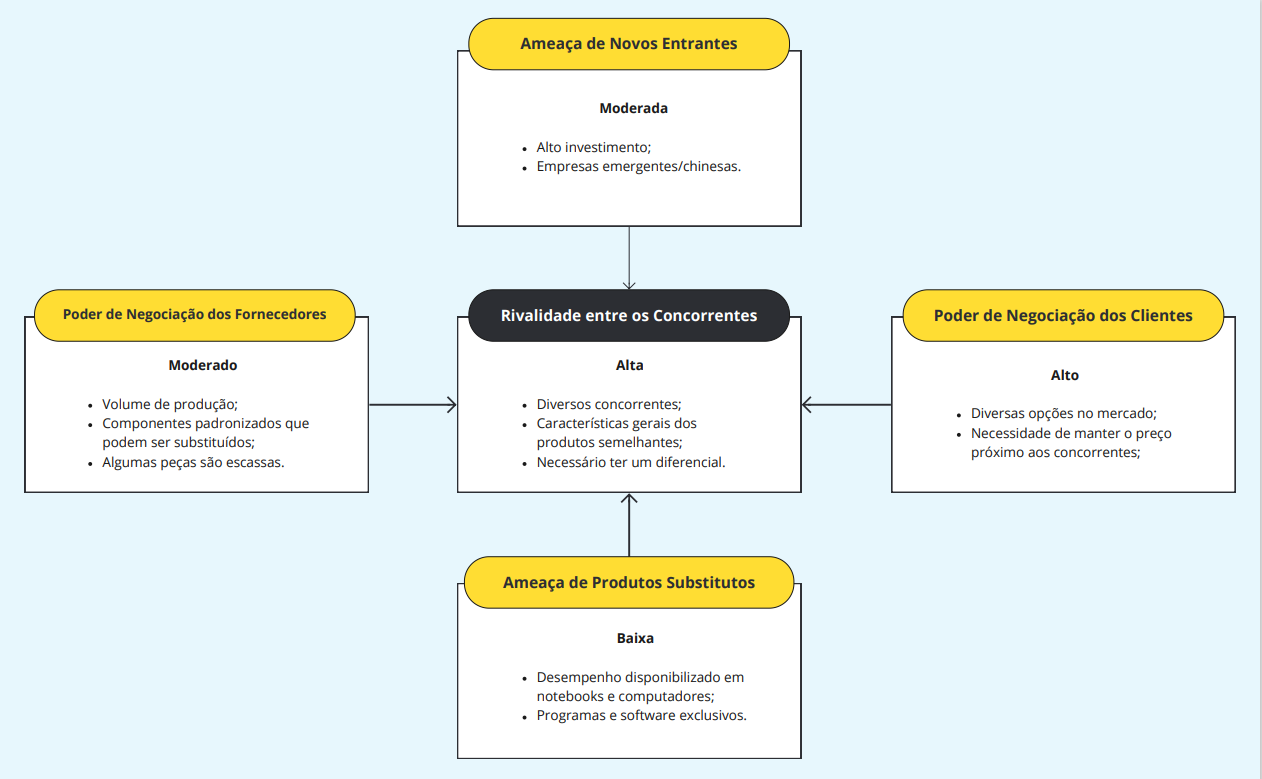 Ameaça de Novos Entrantes
Moderada
• Alto investimento;
• Empresas emergentes/chinesas.
Poder de Negociação dos Fornecedores
Moderado
• Volume de produção;
• Componentes padronizados que
podem ser substituídos;
• Algumas peças são escassas.
Rivalidade entre os Concorrentes
Alta
• Diversos concorrentes;
• Características gerais dos
produtos semelhantes;
• Necessário ter um diferencial.
Poder de Negociação dos Clientes
Alto
• Diversas opções no mercado;
• Necessidade de manter o preço
próximo aos concorrentes;
Ameaça de Produtos Substitutos
Baixa
• Desempenho disponibilizado em
notebooks e computadores;
• Programas e software exclusivos.